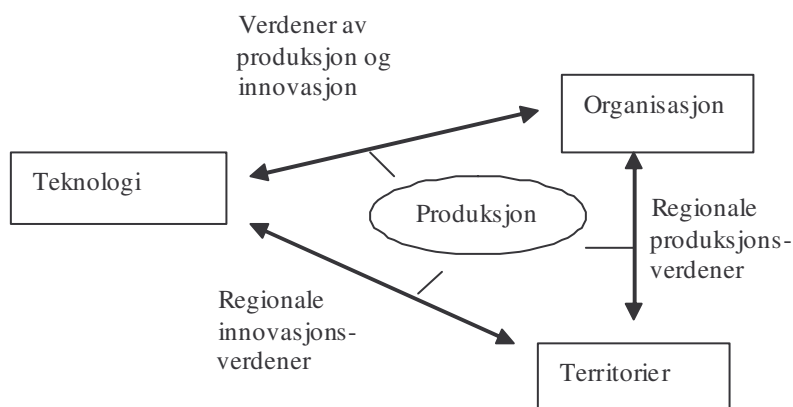 Verdener av
produksjon og
innovasjon
Organisasjon
Teknologi
Produksjon
Regionale
produksjons-
verdener
Regionale
innovasjons-
verdener
Territorier